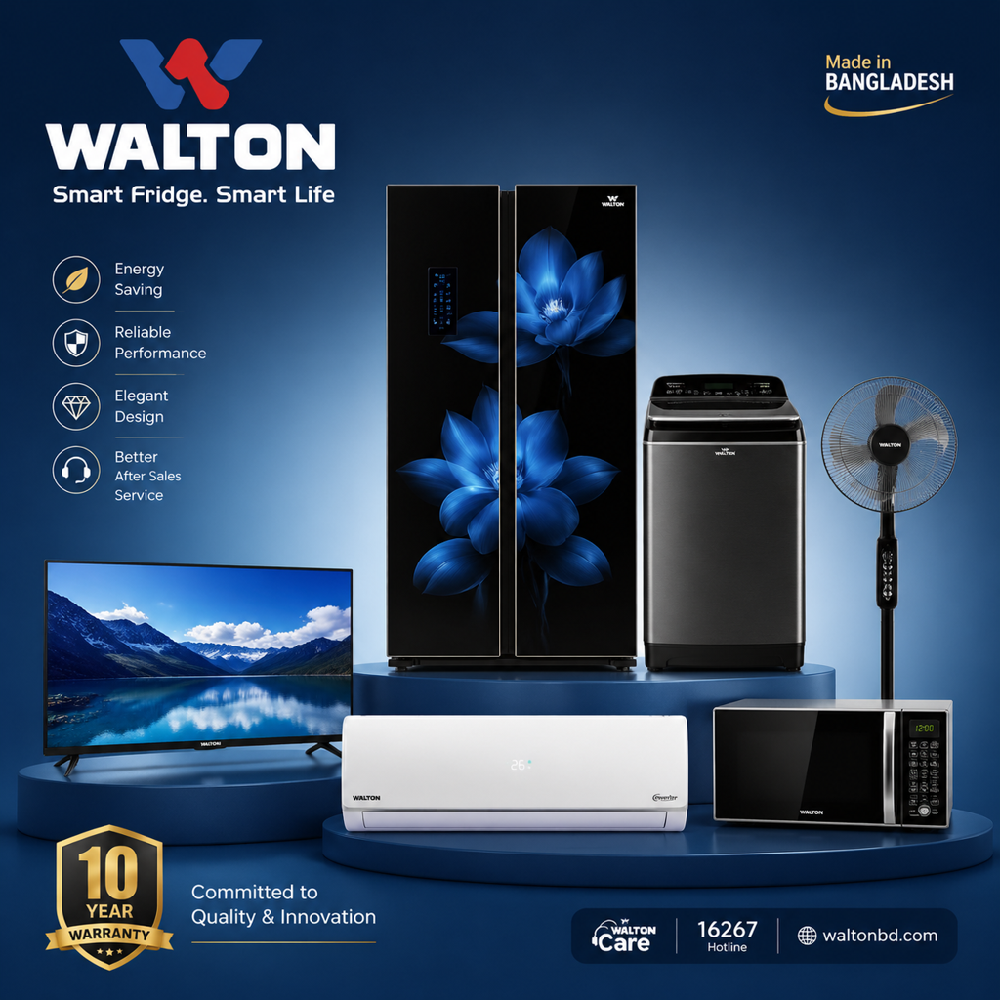 WALTON
Smart Fridge. Smart Life
Made in
BANGLADESH
Energy
Saving
Reliable
Performance
Elegant
Design
Better
After Sales
Service
WALTON
WALTON
WALTON
WALTON
26
WALTON
12:00
WALTON
10
YEAR
WARRANTY
Committed to
Quality & Innovation
WALTON
Care
16267
Hotline
waltonbd.com